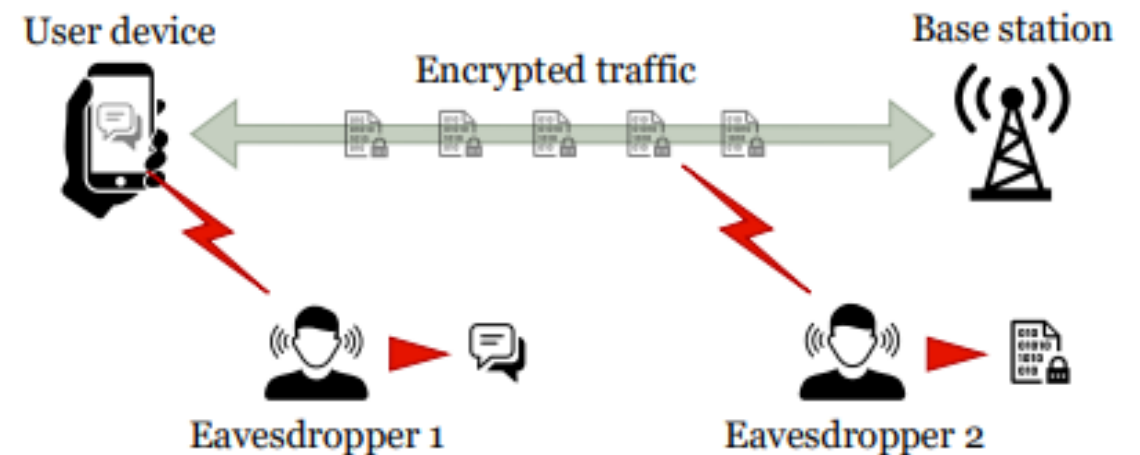 User device
Base station
Encrypted traffic
Eavesdropper 1
Eavesdropper 2